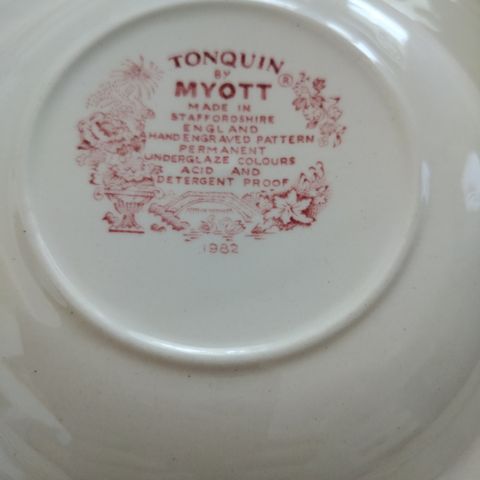 TONQUIN
BY
MYOTT ®
MADE IN
STAFFORDSHIRE
ENGLAND
HAND ENGRAVED PATTERN
PERMANENT
UNDERGLAZE COLOURS
ACID AND
DETERGENT PROOF
1982